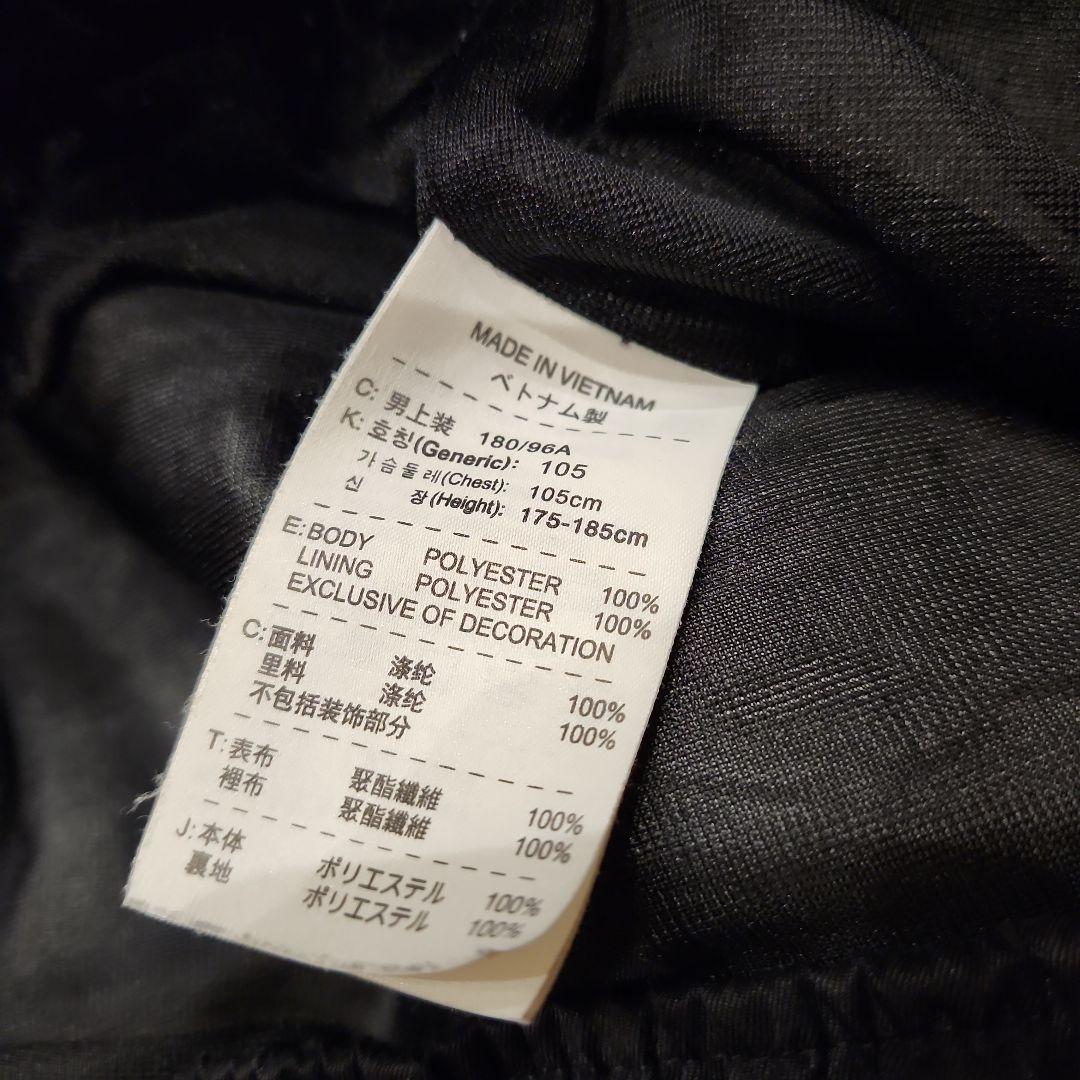 MADE IN VIETNAM
ベトナム製
C: 男上装 180/96A
K: 호칭(Generic): 105
가슴둘레(Chest): 105cm
신 장(Height): 175-185cm
E: BODY POLYESTER 100%
LINING POLYESTER 100%
EXCLUSIVE OF DECORATION
C: 面料 涤纶 100%
里料 涤纶 100%
不包括装饰部分
T: 表布 聚酯纖維 100%
裡布 聚酯纖維 100%
J: 本体 ポリエステル 100%
裏地 ポリエステル 100%